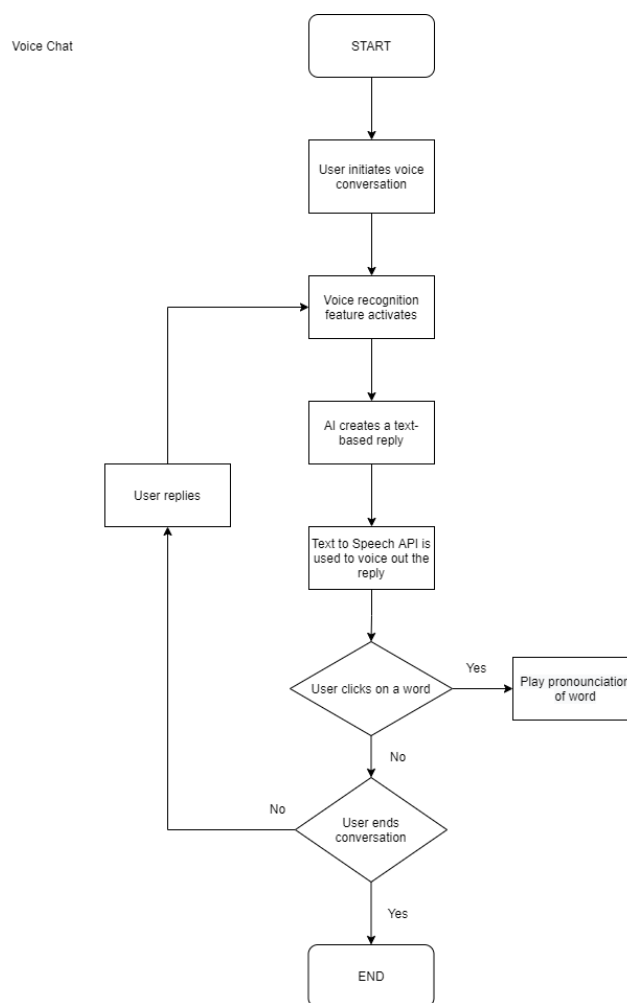 Voice Chat
START
User initiates voice
conversation
Voice recognition
feature activates
AI creates a text-
based reply
User replies
Text to Speech API is
used to voice out the
reply
User clicks on a word
Yes
Play pronounciation
of word
No
User ends
conversation
No
Yes
END